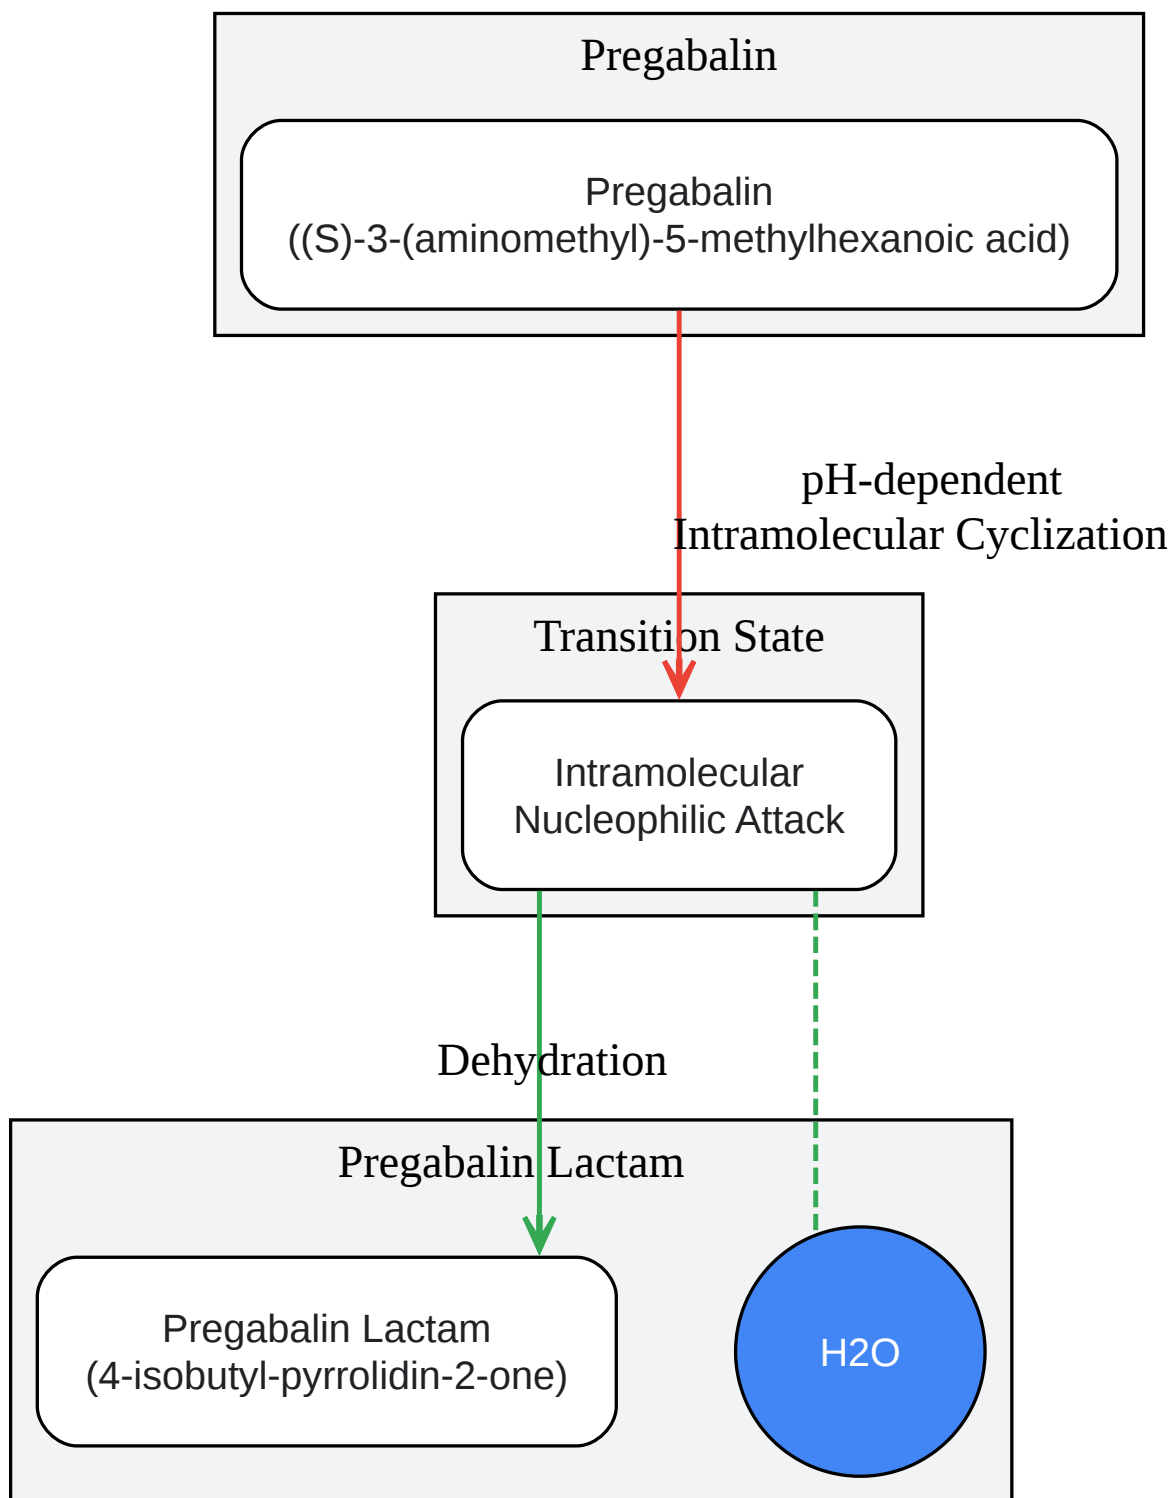 Pregabalin
Pregabalin
((S)-3-(aminomethyl)-5-methylhexanoic acid)
pH-dependent
Intramolecular Cyclization
Transition State
Intramolecular
Nucleophilic Attack
Dehydration
Pregabalin Lactam
Pregabalin Lactam
(4-isobutyl-pyrrolidin-2-one)
H2O